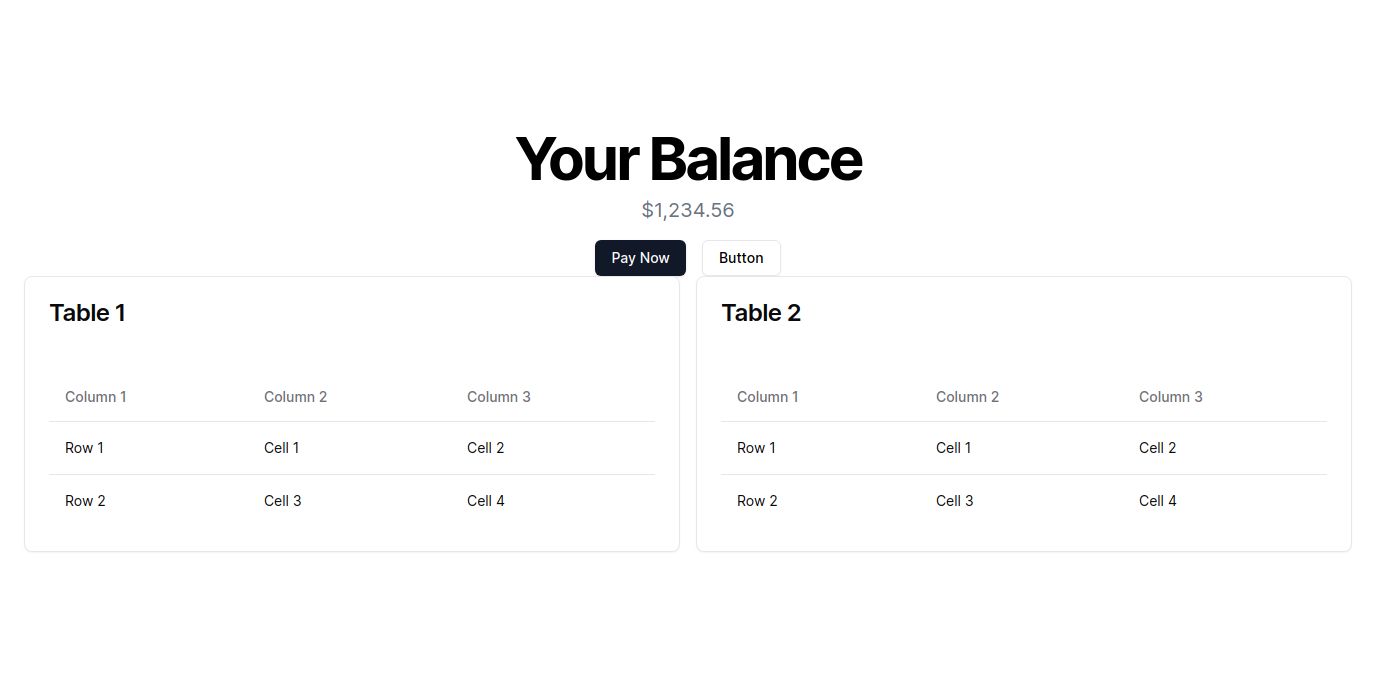 Your Balance
$1,234.56
Pay Now Button
Table 1
Column 1 Column 2 Column 3
Row 1 Cell 1 Cell 2
Row 2 Cell 3 Cell 4
Table 2
Column 1 Column 2 Column 3
Row 1 Cell 1 Cell 2
Row 2 Cell 3 Cell 4